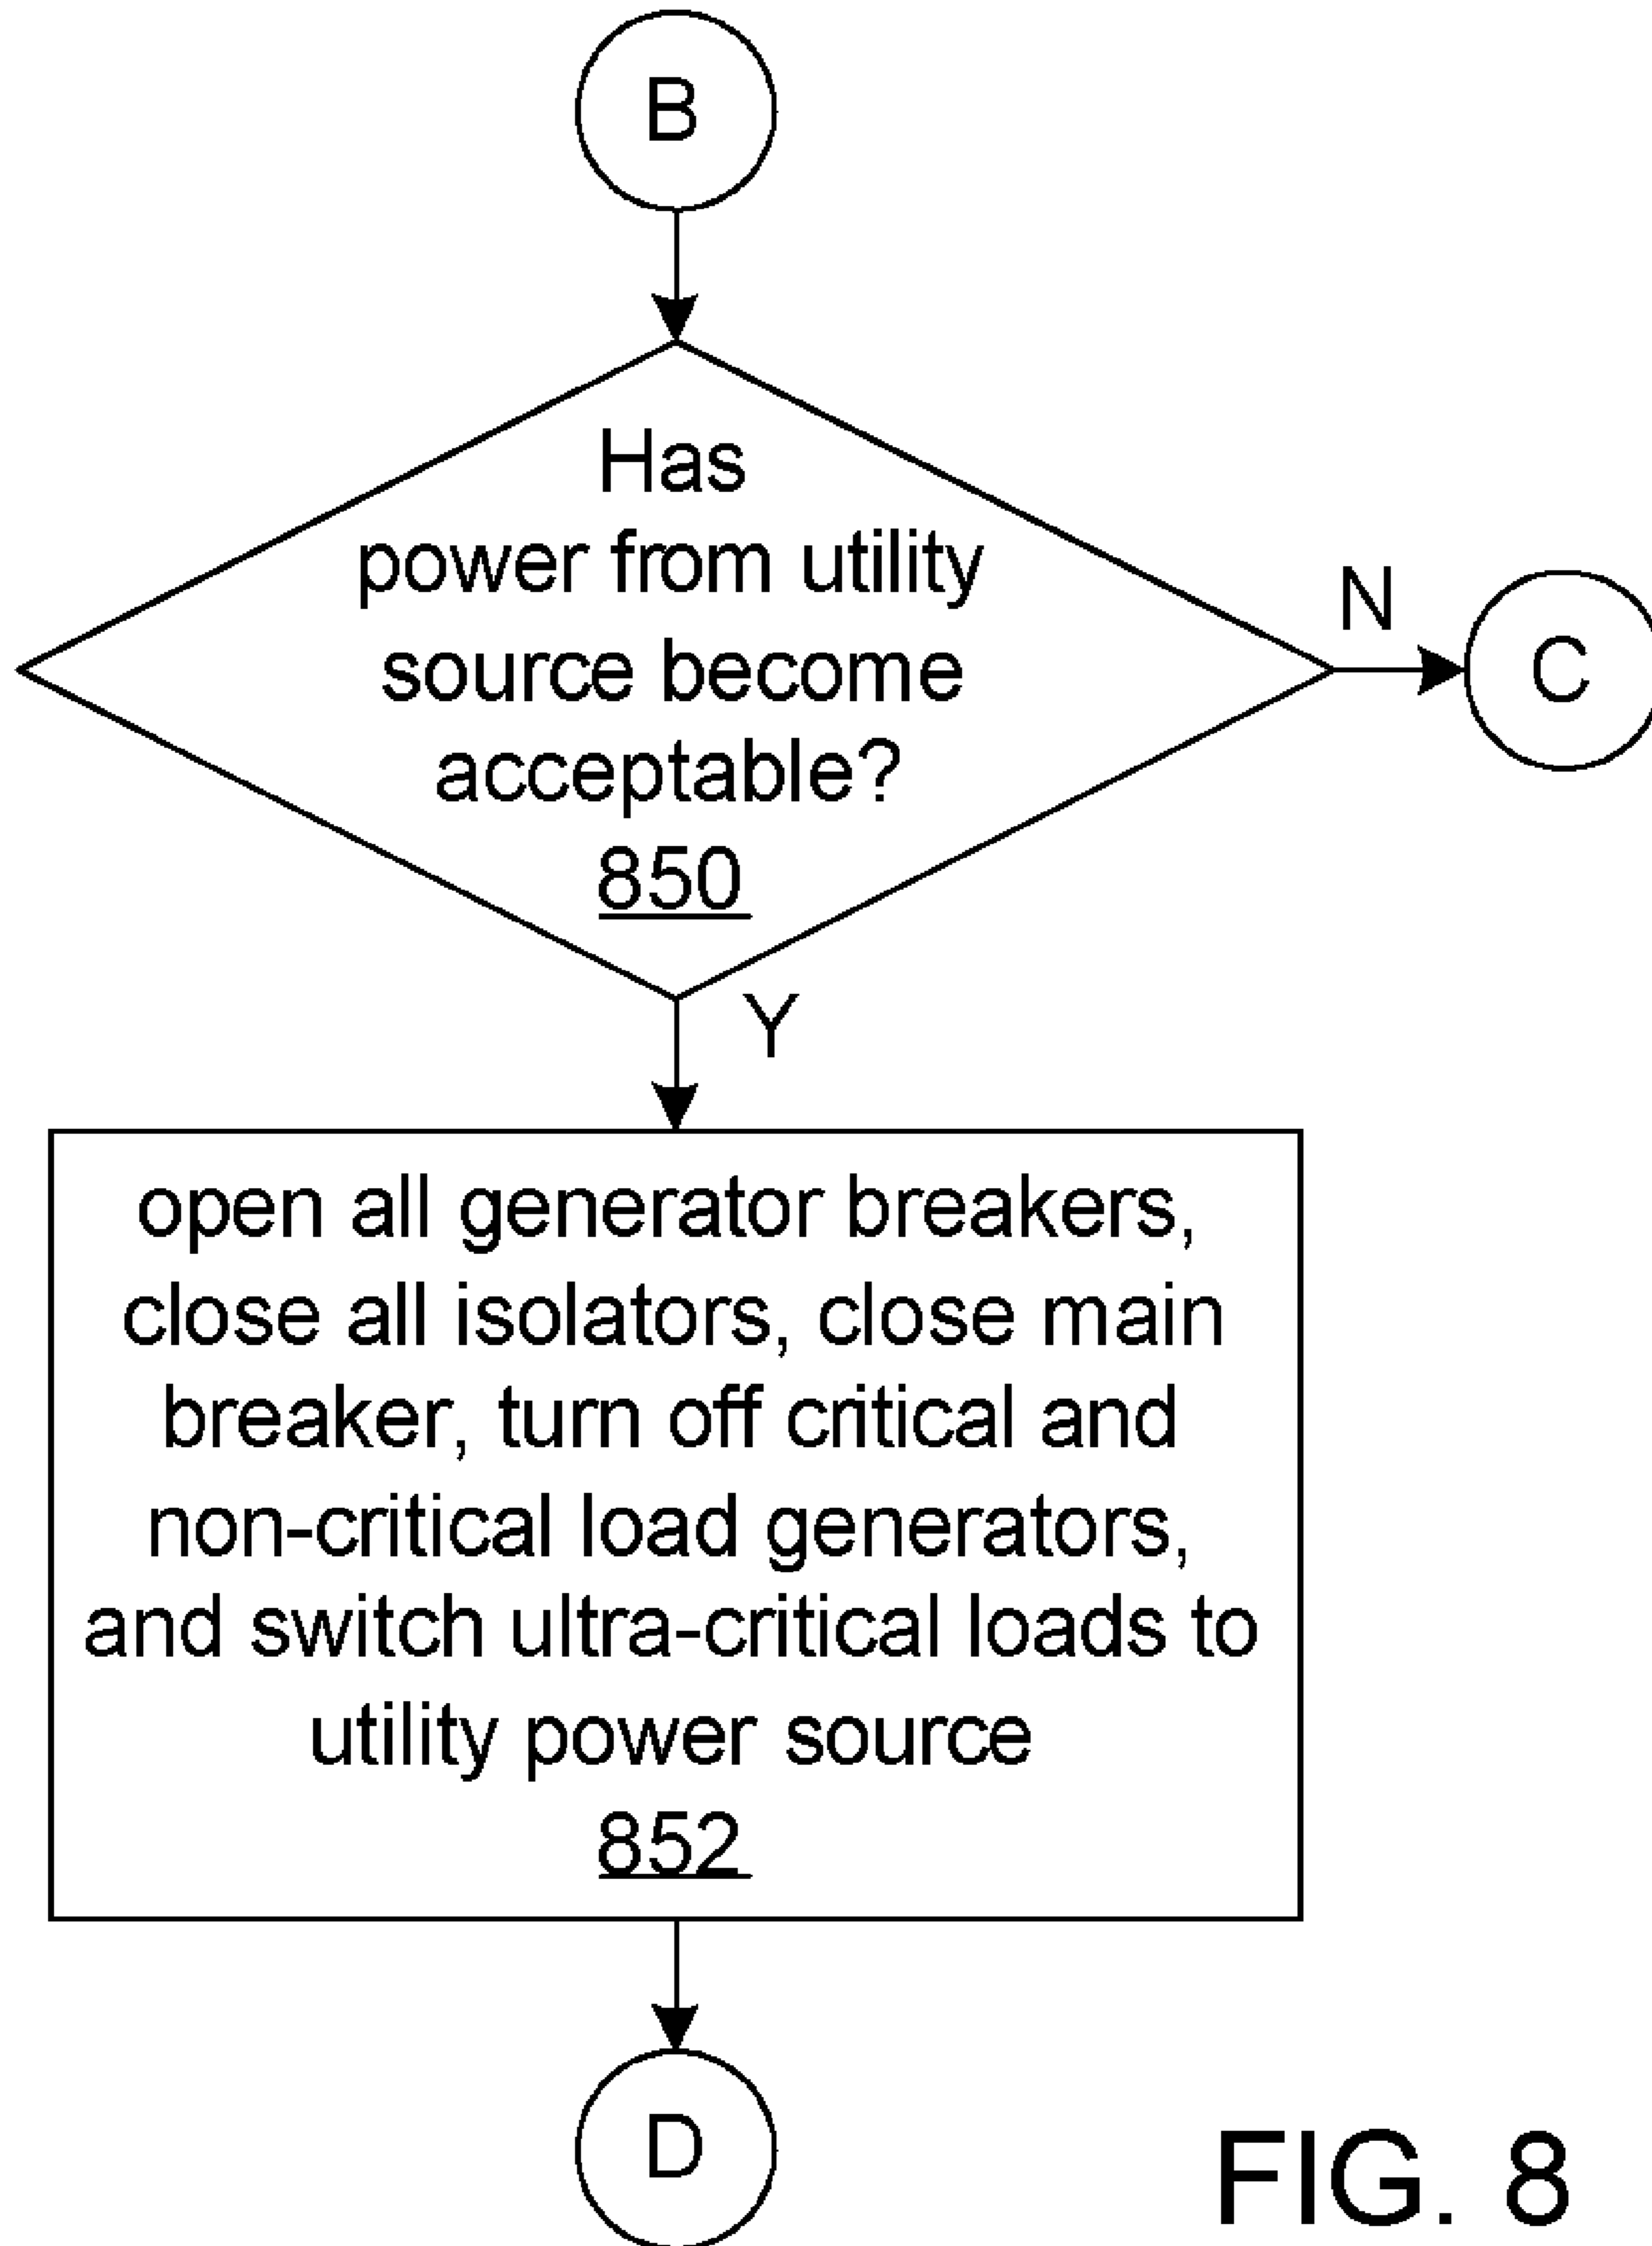 B
Has
power from utility
source become
acceptable?
850
N
C
Y
open all generator breakers,
close all isolators, close main
breaker, turn off critical and
non-critical load generators,
and switch ultra-critical loads to
utility power source
852
D
FIG. 8